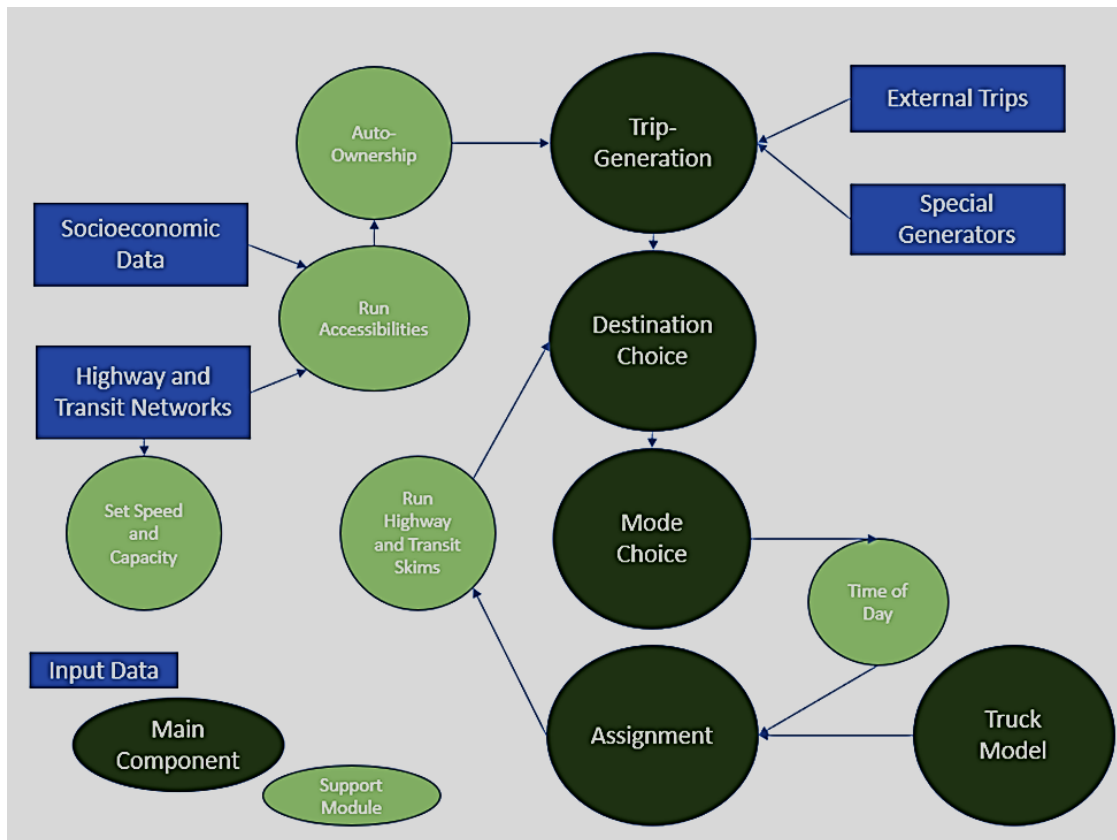 Auto-
Ownership
Trip-
Generation
External Trips
Special
Generators
Socioeconomic
Data
Run
Accessibilities
Destination
Choice
Highway and
Transit Networks
Set Speed
and
Capacity
Run
Highway
and Transit
Skims
Mode
Choice
Time of
Day
Input Data
Main
Component
Support
Module
Assignment
Truck
Model